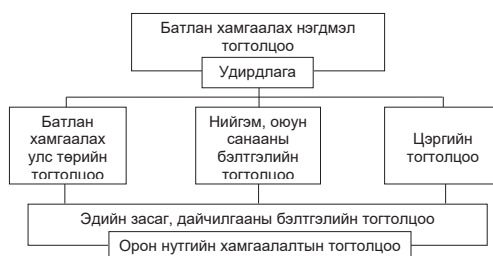 Батлан хамгаалах нэгдмэл
тогтолцоо
Удирдлага
Батлан
хамгаалах
улс төрийн
тогтолцоо
Нийгэм, оюун
санааны
бэлтгэлийн
тогтолцоо
Цэргийн
тогтолцоо
Эдийн засаг, дайчилгааны бэлтгэлийн тогтолцоо
Орон нутгийн хамгаалалтын тогтолцоо